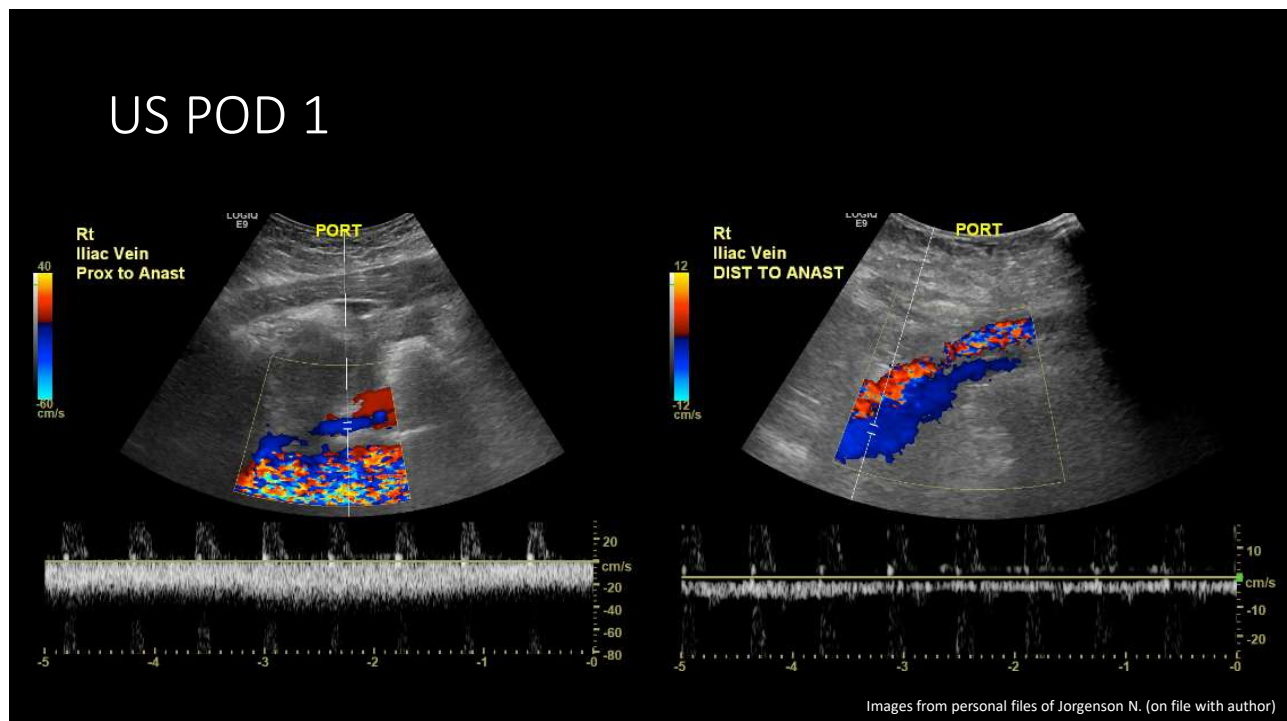 US POD 1
LOGIQ
E9
PORT
Rt
Iliac Vein
Prox to Anast
40
-60
cm/s
20
cm/s
-20
-40
-60
-80
-5
-4
-3
-2
-1
-0
LOGIQ
E9
PORT
Rt
Iliac Vein
DIST TO ANAST
12
-12
cm/s
10
cm/s
-10
-20
-5
-4
-3
-2
-1
-0
Images from personal files of Jorgenson N. (on file with author)